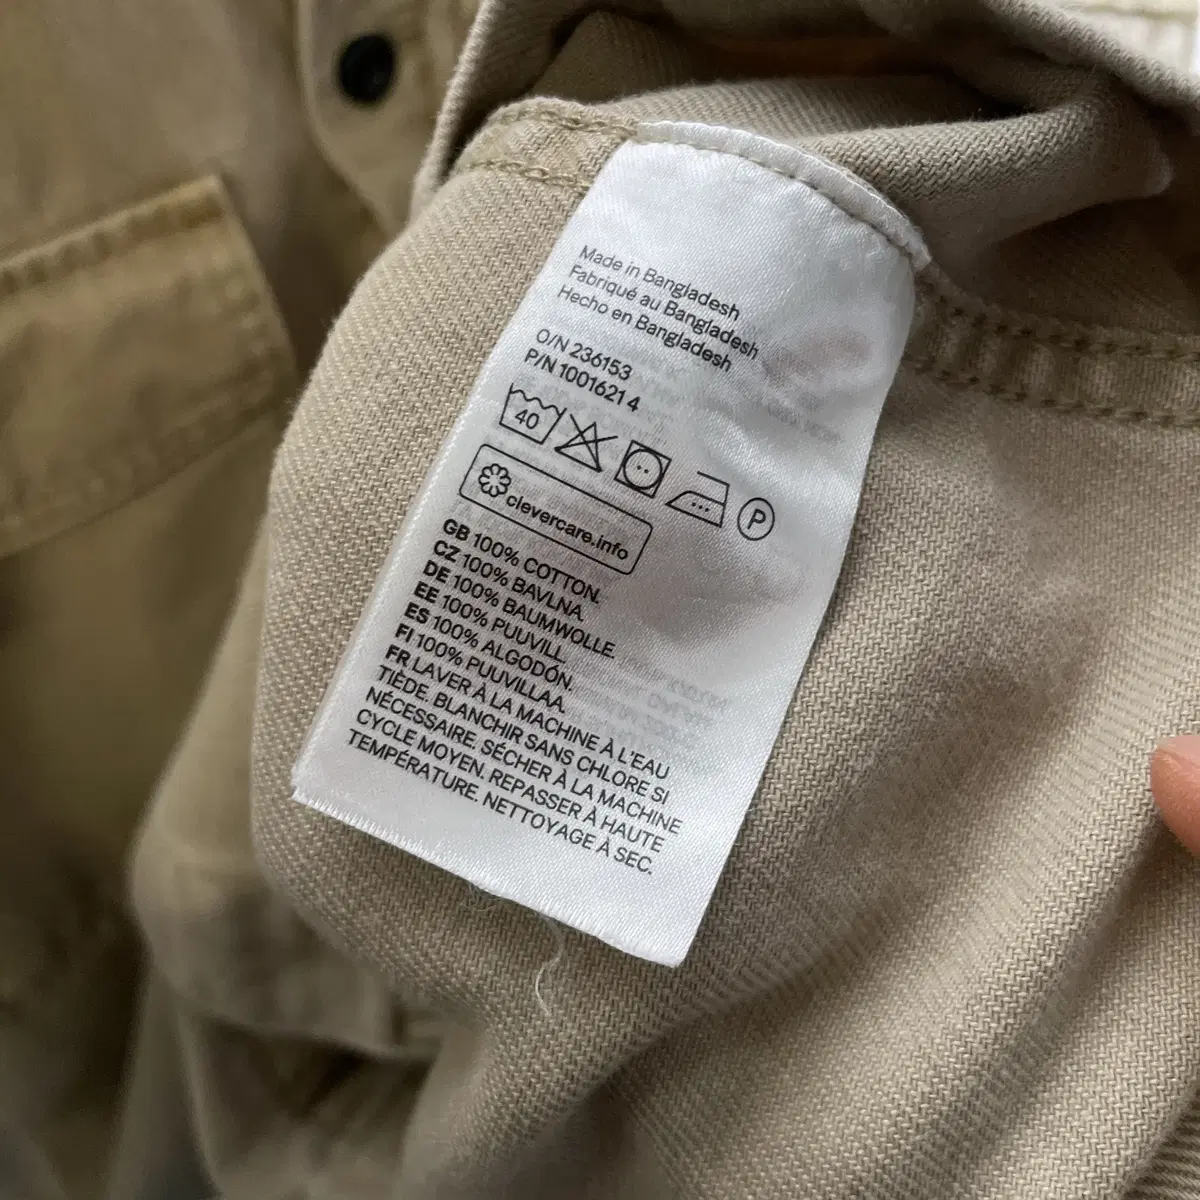 Made in Bangladesh
Fabriqué au Bangladesh
Hecho en Bangladesh
O/N 236153
P/N 1001621 4
40
P
clevercare.info
GB 100% COTTON.
CZ 100% BAVLNA.
DE 100% BAUMWOLLE.
EE 100% PUUVILL.
ES 100% ALGODÓN.
FI 100% PUUVILLAA.
FR LAVER À LA MACHINE À L'EAU
TIÈDE. BLANCHIR SANS CHLORE SI
NÉCESSAIRE. SÉCHER À LA MACHINE
CYCLE MOYEN. REPASSER À HAUTE
TEMPÉRATURE. NETTOYAGE À SEC.